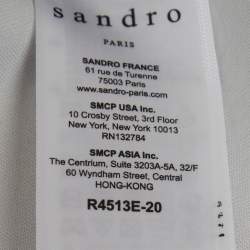 sandro
PARIS
SANDRO FRANCE
61 rue de Turenne
75003 Paris
sandro-paris.com
SMCP USA Inc.
10 Crosby Street, 3rd Floor
New York, New York 10013
RN132784
SMCP ASIA Inc.
The Centrium, Suite 3203A-5A, 32/F
60 Wyndham Street, Central
HONG-KONG
R4513E-20